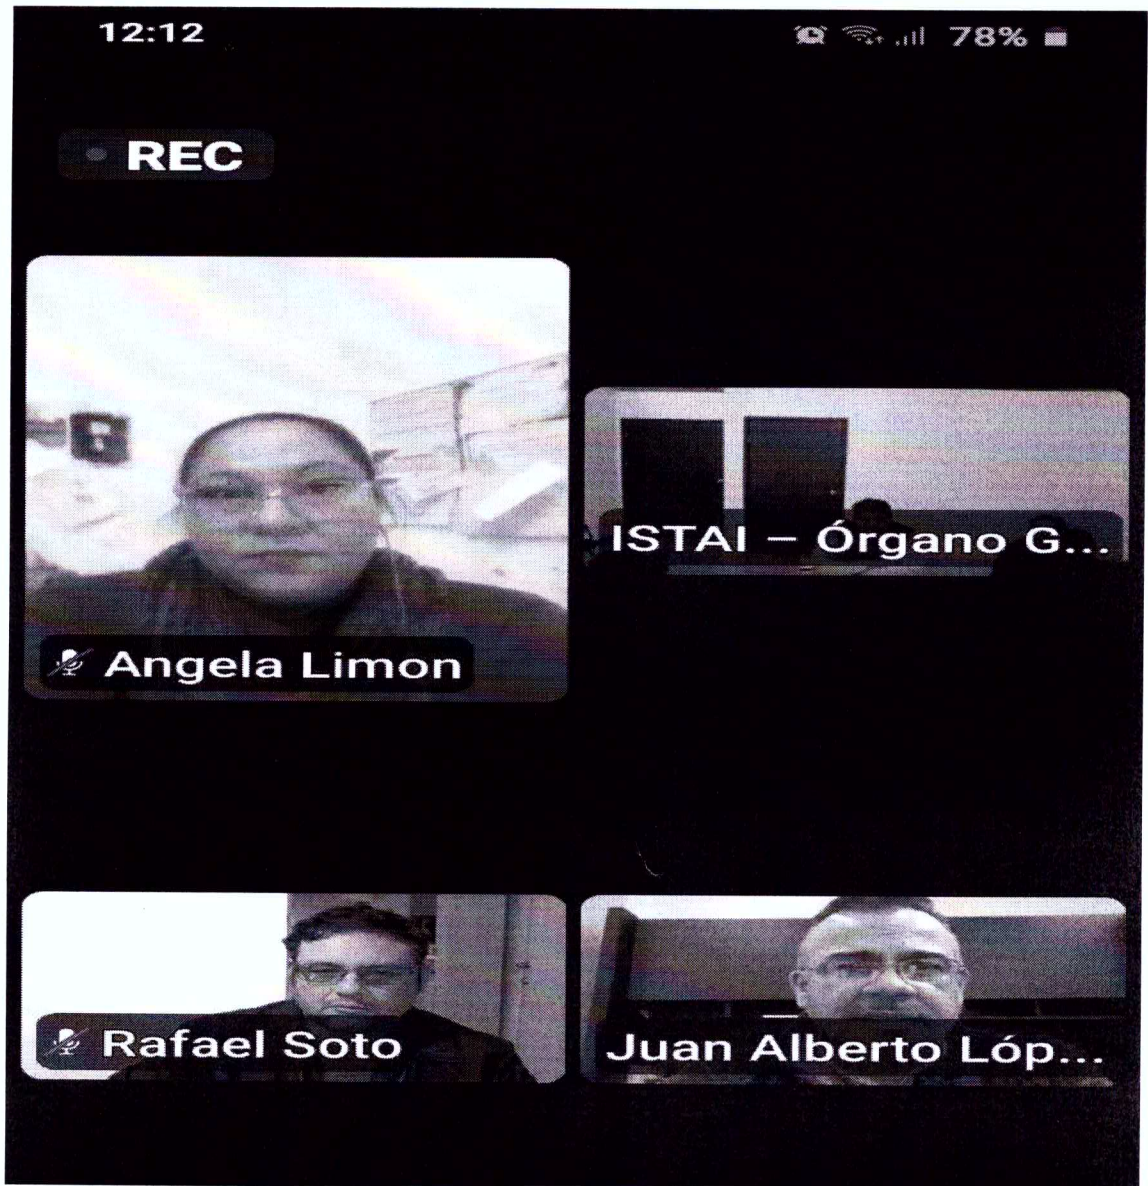 12:12 78%
REC
ISTAI – Órgano G...
Angela Limon
Rafael Soto
Juan Alberto Lóp...